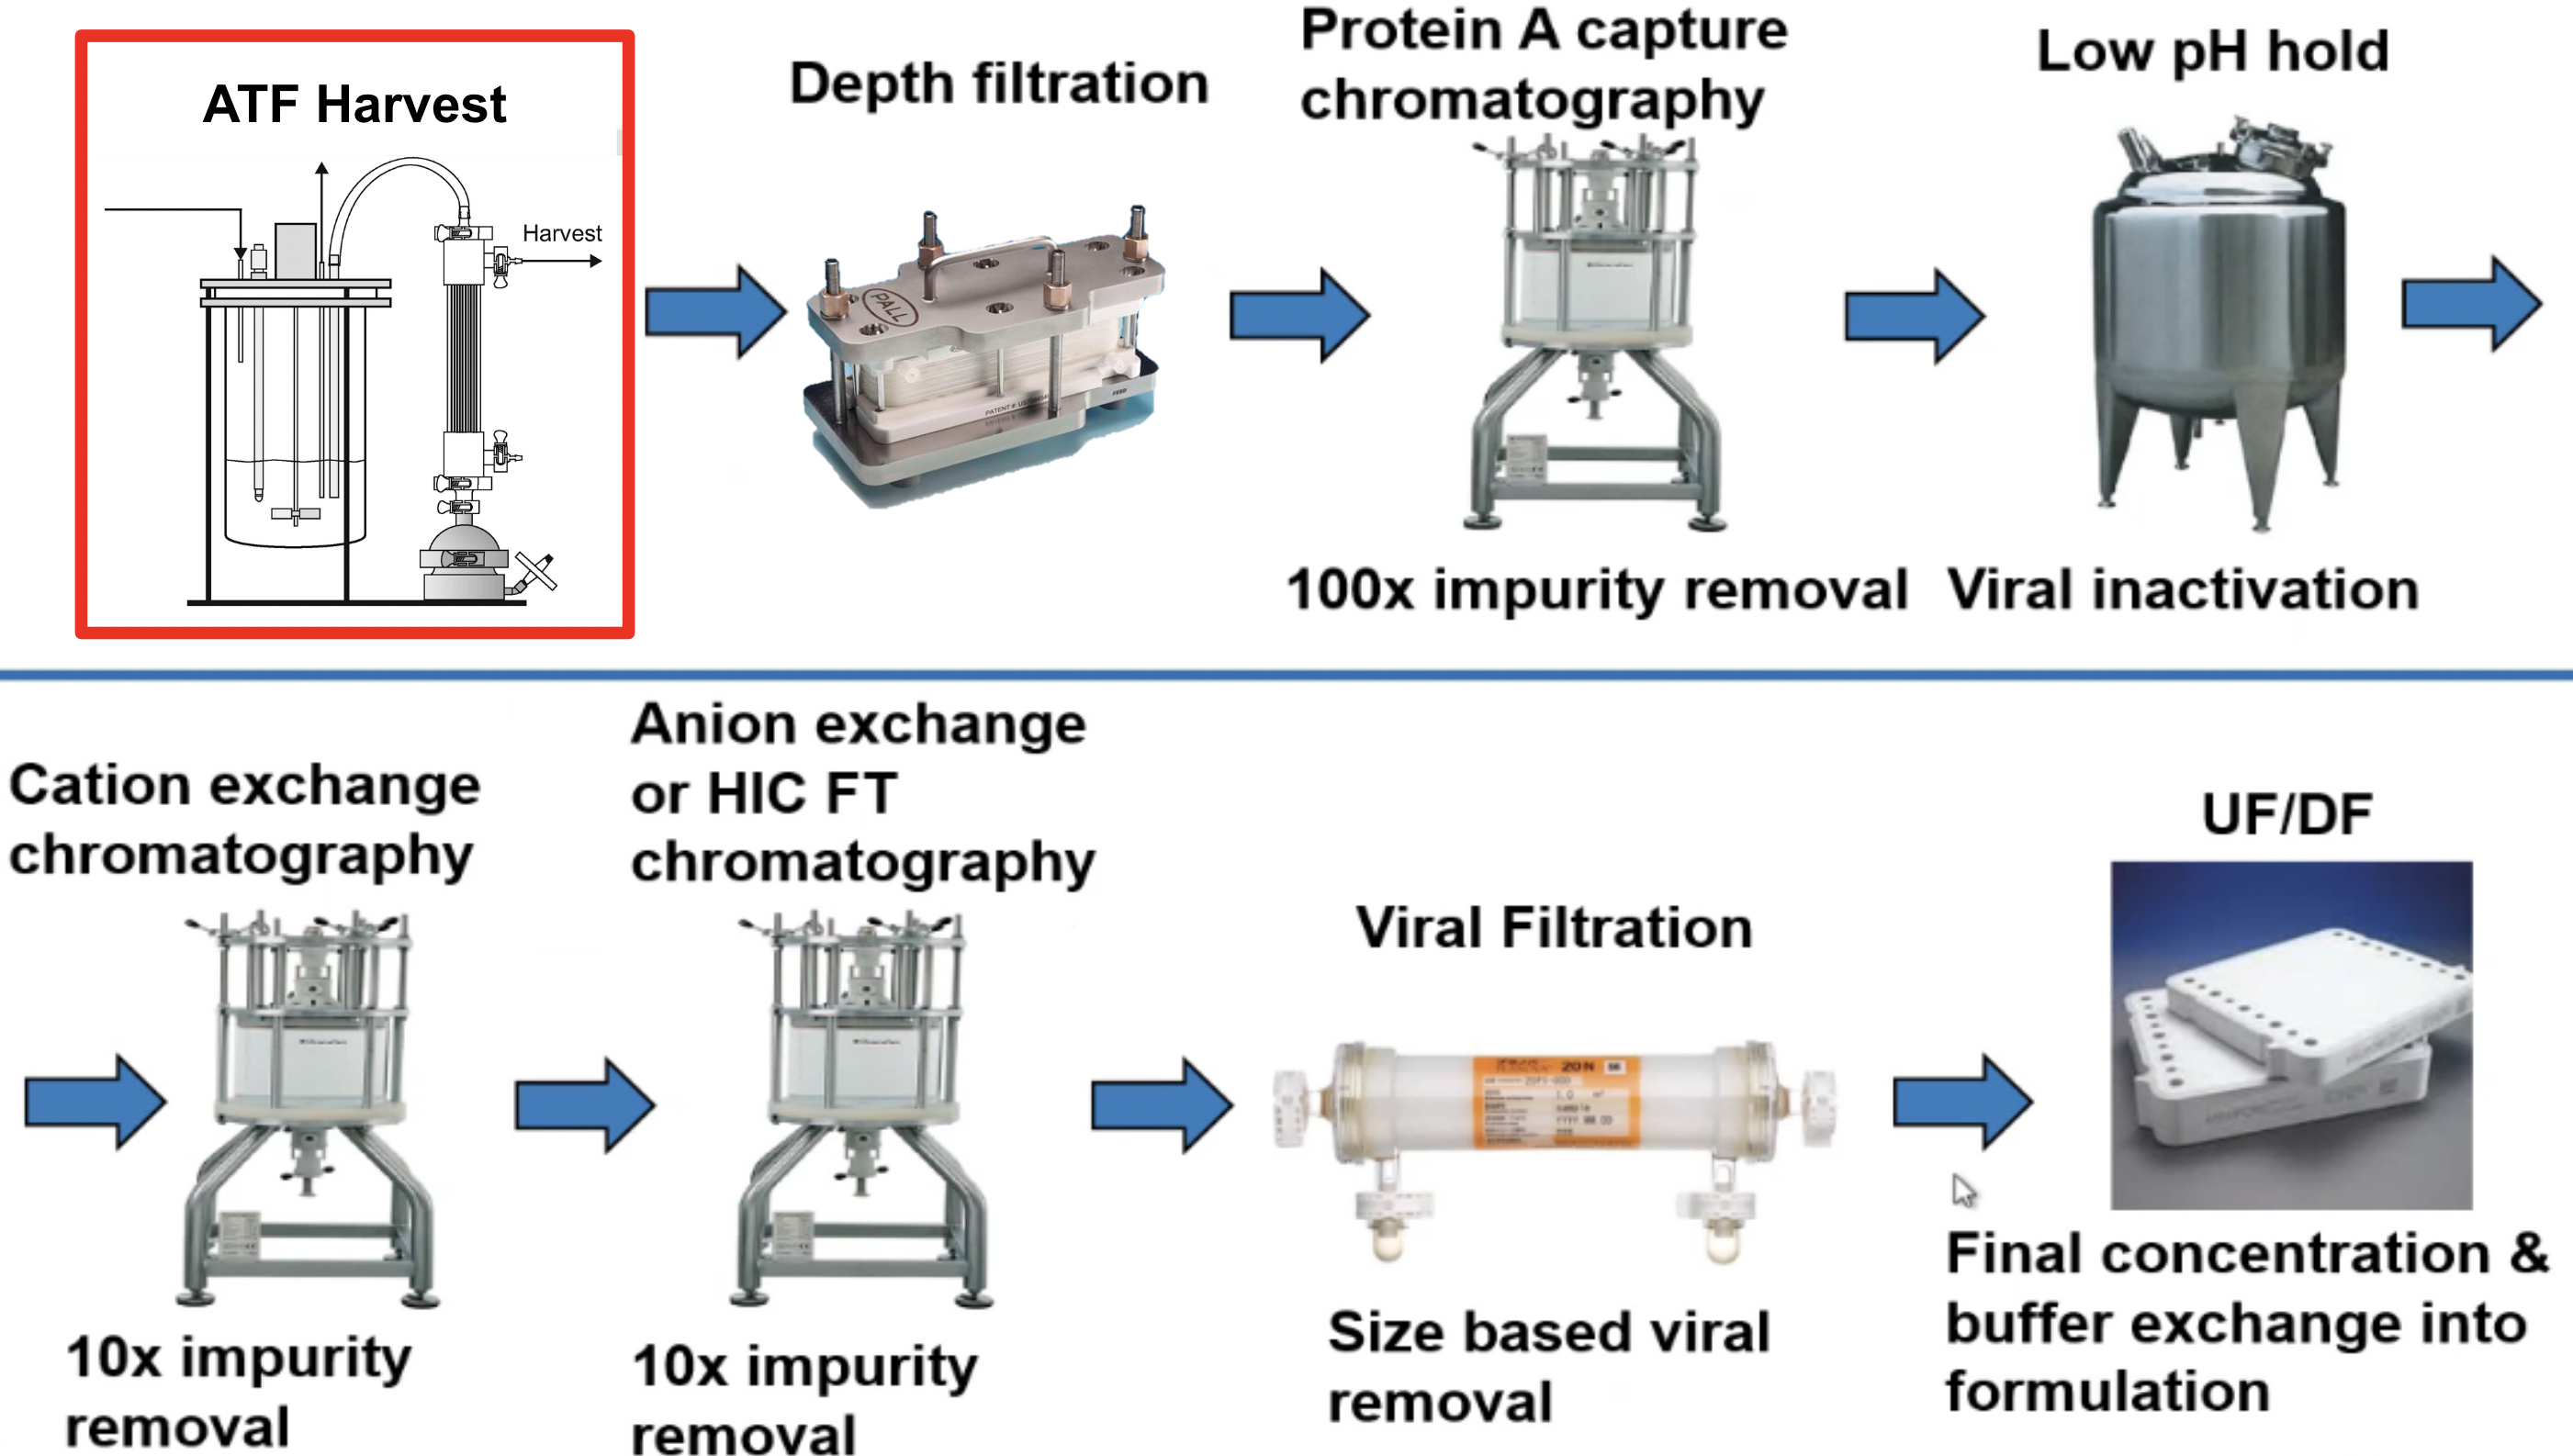 ATF Harvest
Harvest
Depth filtration
PALL
FEED
Protein A capture
chromatography
100x impurity removal
Low pH hold
Viral inactivation
Cation exchange
chromatography
10x impurity
removal
Anion exchange
or HIC FT
chromatography
10x impurity
removal
Viral Filtration
20N
Size based viral
removal
UF/DF
Final concentration &
buffer exchange into
formulation